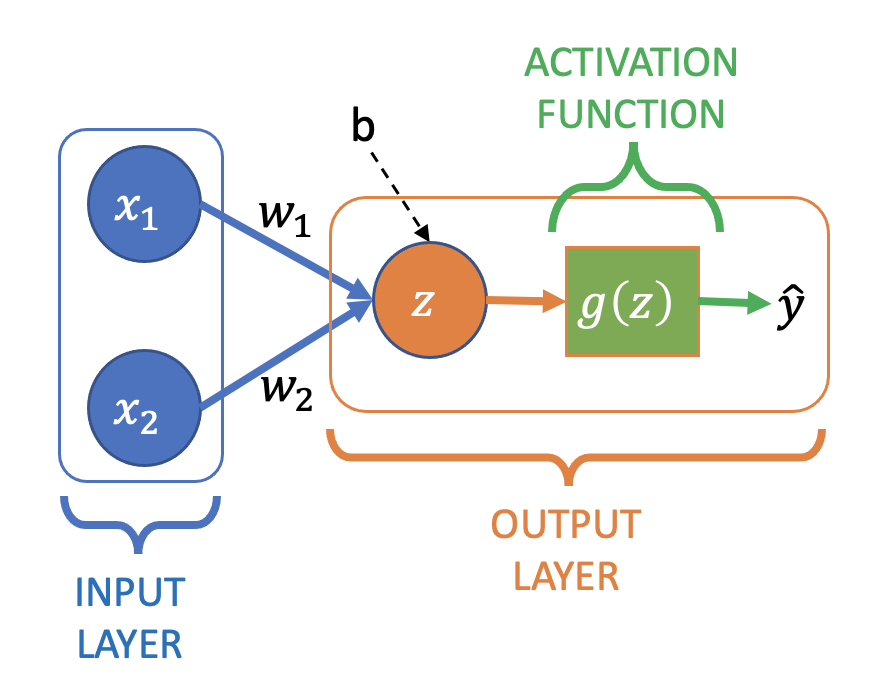 ACTIVATION
FUNCTION
b
x₁
w₁
z
g(z)
ŷ
w₂
x₂
OUTPUT
LAYER
INPUT
LAYER